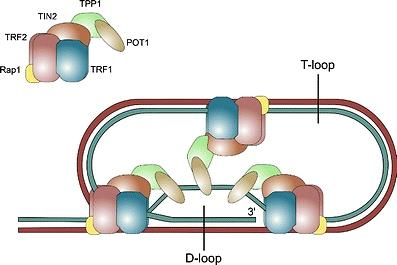 TPP1
TIN2
TRF2
POT1
Rap1
TRF1
T-loop
3'
D-loop